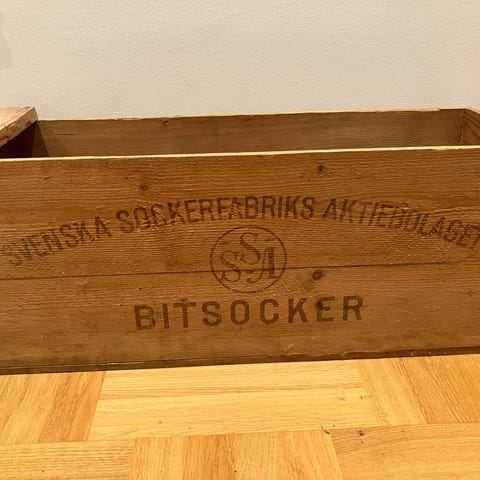 SVENSKA SOCKERFABRIKS AKTIEBOLAGET
SSA
BITSOCKER